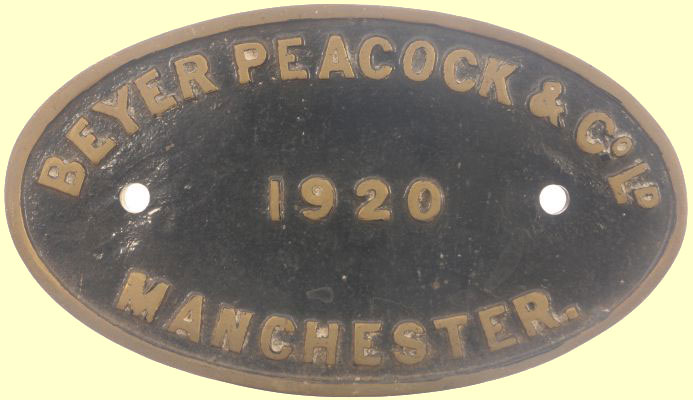 BEYER PEACOCK & Co LD
1920
MANCHESTER.